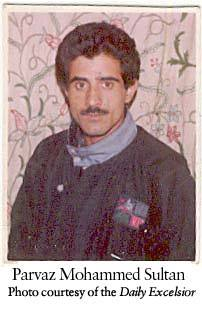 Parvaz Mohammed Sultan
Photo courtesy of the Daily Excelsior